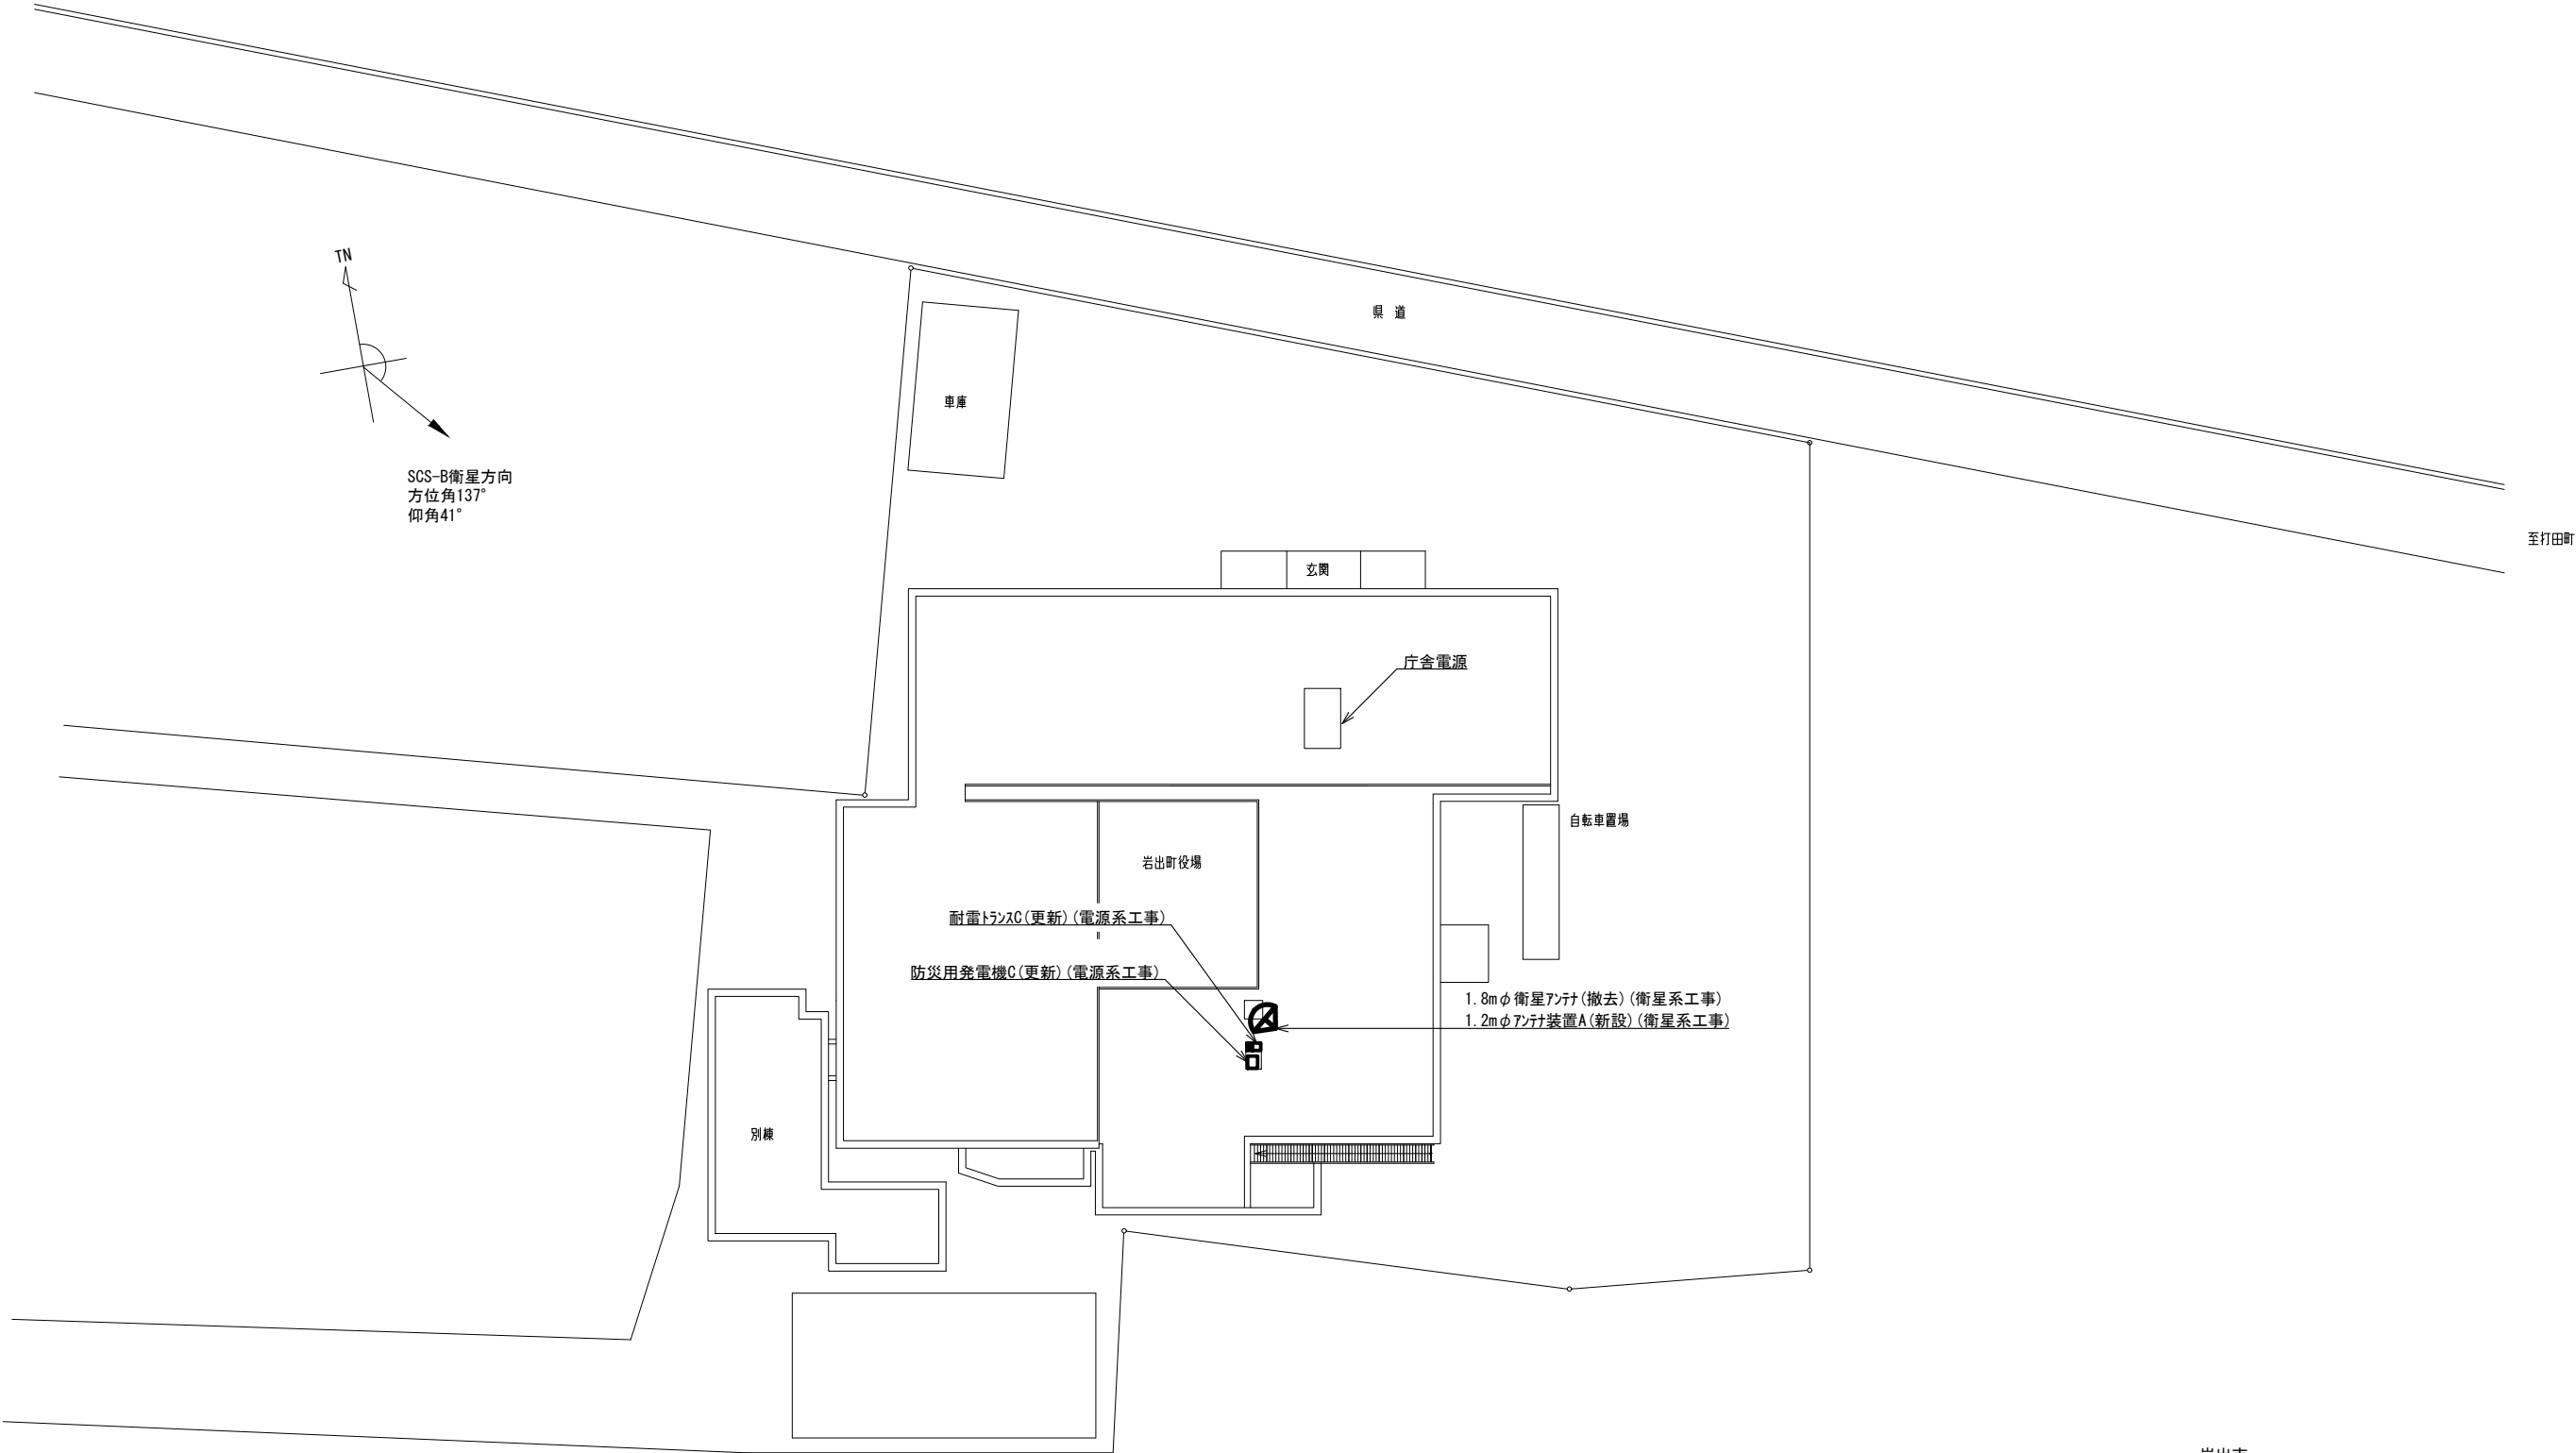 TN
県 道
車庫
SCS-B衛星方向
方位角137°
仰角41°
至打田町
玄関
庁舎電源
自転車置場
岩出町役場
耐雷トランスC(更新)(電源系工事)
防災用発電機C(更新)(電源系工事)
1.8mφ衛星アンテナ(撤去)(衛星系工事)
1.2mφアンテナ装置A(新設)(衛星系工事)
別棟